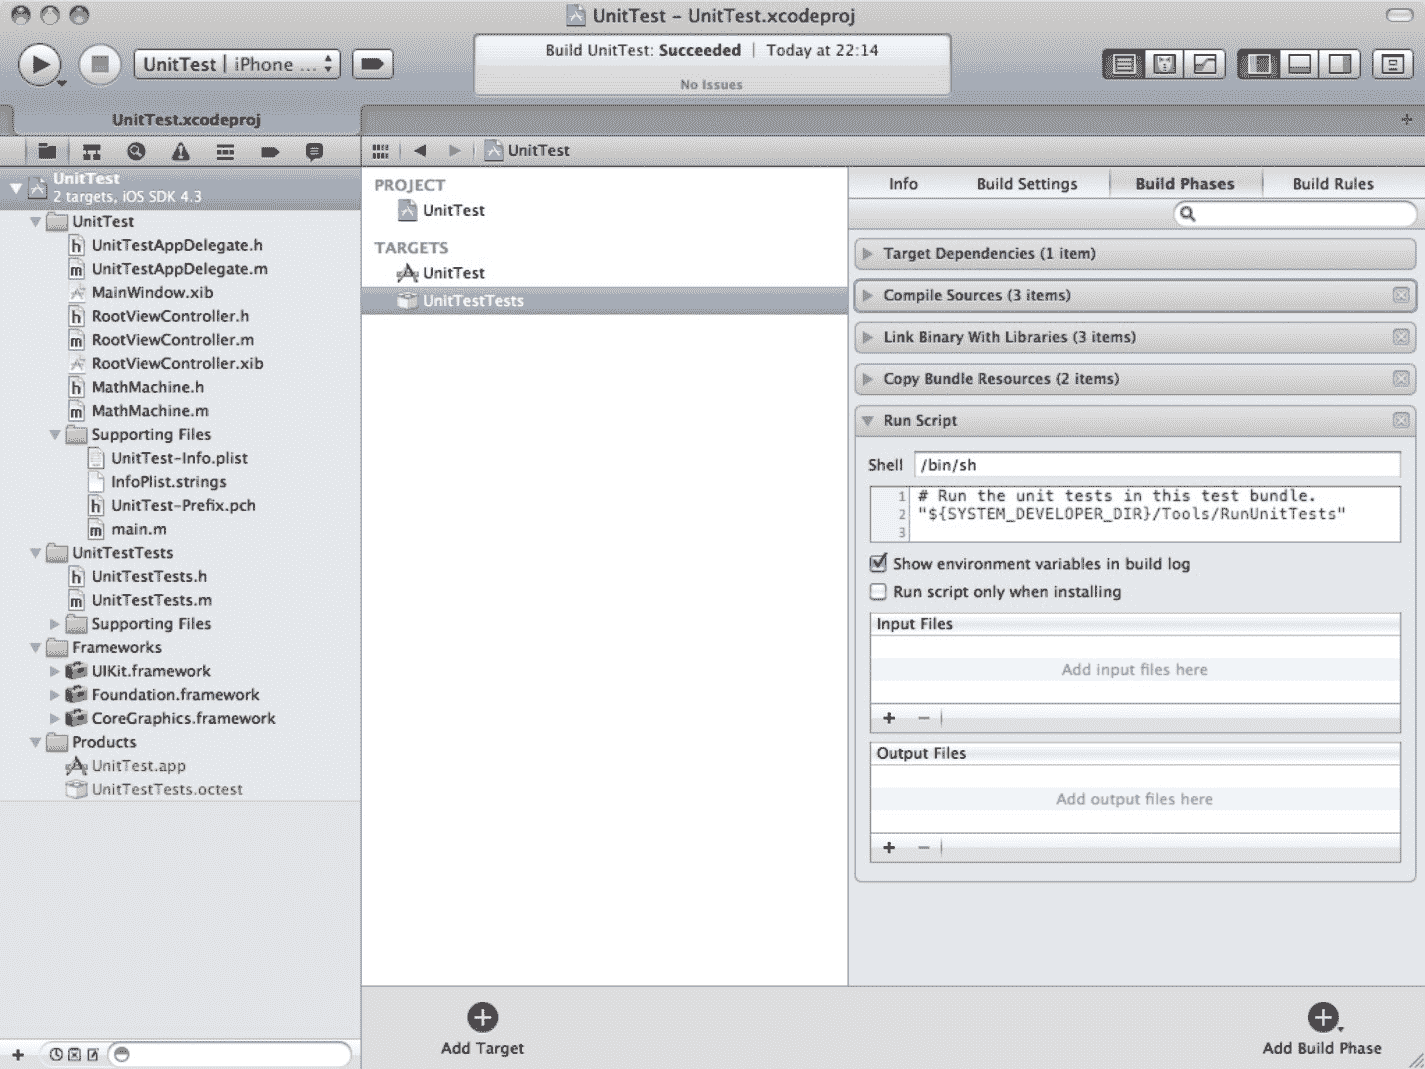 UnitTest – UnitTest.xcodeproj
UnitTest | iPhone ...
Build UnitTest: Succeeded | Today at 22:14
No Issues
UnitTest.xcodeproj
UnitTest
UnitTest
2 targets, iOS SDK 4.3
UnitTest
UnitTestAppDelegate.h
UnitTestAppDelegate.m
MainWindow.xib
RootViewController.h
RootViewController.m
RootViewController.xib
MathMachine.h
MathMachine.m
Supporting Files
UnitTest-Info.plist
InfoPlist.strings
UnitTest-Prefix.pch
main.m
UnitTestTests
UnitTestTests.h
UnitTestTests.m
Supporting Files
Frameworks
UIKit.framework
Foundation.framework
CoreGraphics.framework
Products
UnitTest.app
UnitTestTests.octest
PROJECT
UnitTest
TARGETS
UnitTest
UnitTestTests
Info Build Settings Build Phases Build Rules
Target Dependencies (1 item)
Compile Sources (3 items)
Link Binary With Libraries (3 items)
Copy Bundle Resources (2 items)
Run Script
Shell /bin/sh
1 # Run the unit tests in this test bundle.
2 "${SYSTEM_DEVELOPER_DIR}/Tools/RunUnitTests"
3
Show environment variables in build log
Run script only when installing
Input Files
Add input files here
Output Files
Add output files here
Add Target
Add Build Phase